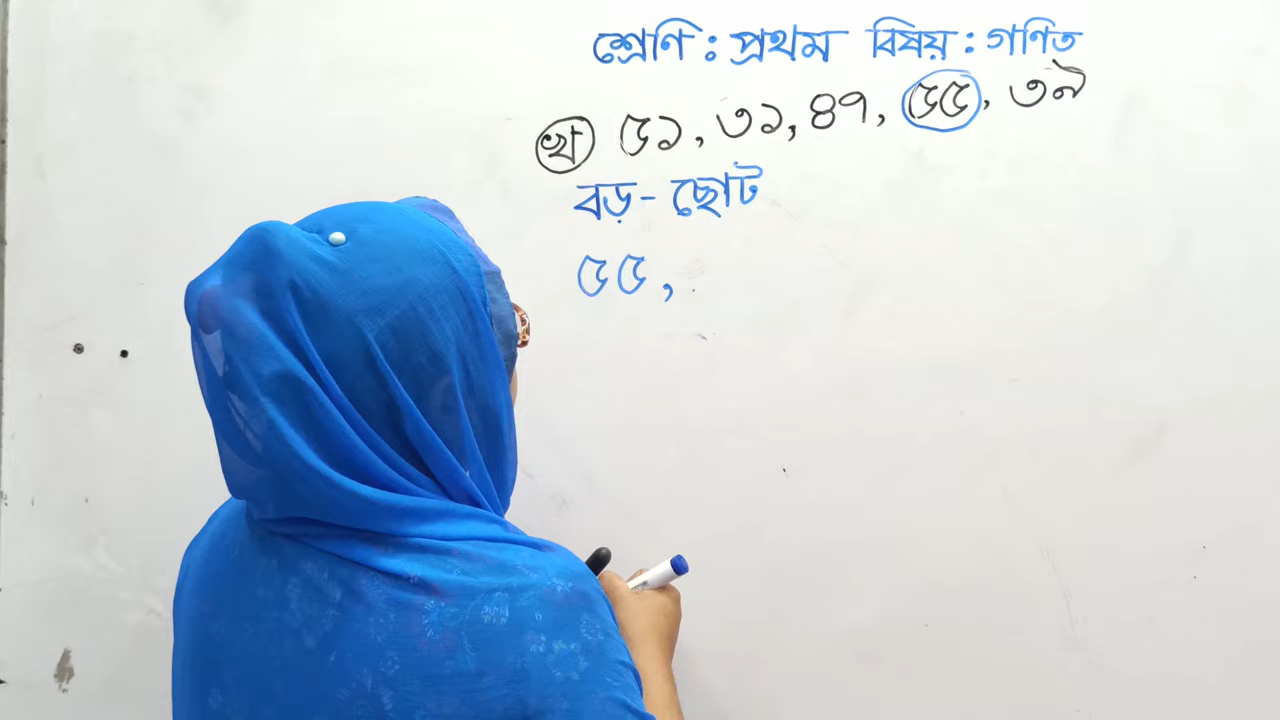 শ্রেণি : প্রথম বিষয় : গণিত
খ ৫১, ৩১, ৪৭, ৫৫, ৩৯
বড় - ছোট
৫৫,